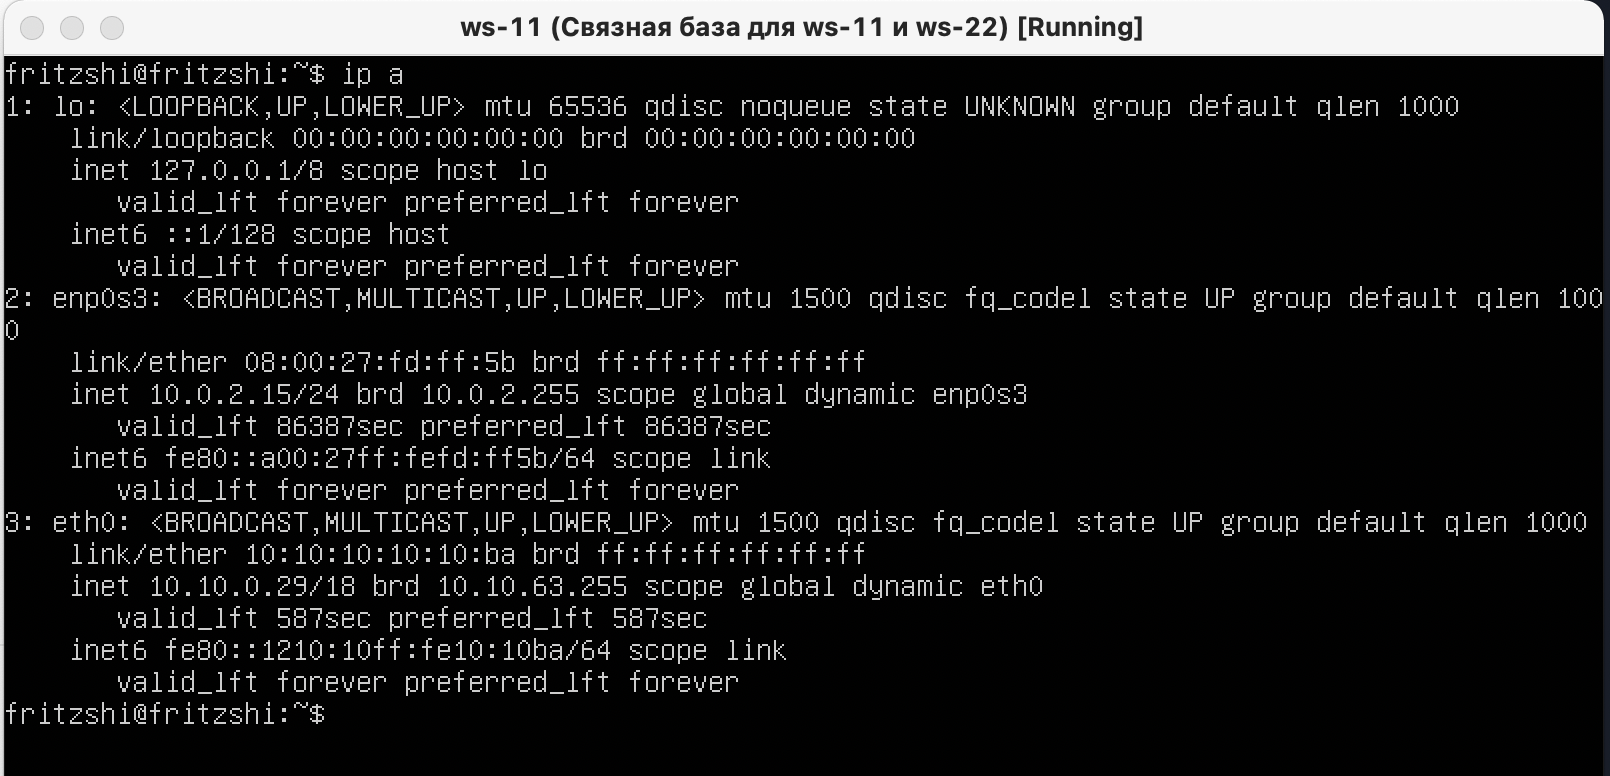 ws-11 (Связная база для ws-11 и ws-22) [Running]
fritzshi@fritzshi:~$ ip a
1: lo: <LOOPBACK,UP,LOWER_UP> mtu 65536 qdisc noqueue state UNKNOWN group default qlen 1000
    link/loopback 00:00:00:00:00:00 brd 00:00:00:00:00:00
    inet 127.0.0.1/8 scope host lo
       valid_lft forever preferred_lft forever
    inet6 ::1/128 scope host
       valid_lft forever preferred_lft forever
2: enp0s3: <BROADCAST,MULTICAST,UP,LOWER_UP> mtu 1500 qdisc fq_codel state UP group default qlen 100
0
    link/ether 08:00:27:fd:ff:5b brd ff:ff:ff:ff:ff:ff
    inet 10.0.2.15/24 brd 10.0.2.255 scope global dynamic enp0s3
       valid_lft 86387sec preferred_lft 86387sec
    inet6 fe80::a00:27ff:fefd:ff5b/64 scope link
       valid_lft forever preferred_lft forever
3: eth0: <BROADCAST,MULTICAST,UP,LOWER_UP> mtu 1500 qdisc fq_codel state UP group default qlen 1000
    link/ether 10:10:10:10:10:ba brd ff:ff:ff:ff:ff:ff
    inet 10.10.0.29/18 brd 10.10.63.255 scope global dynamic eth0
       valid_lft 587sec preferred_lft 587sec
    inet6 fe80::1210:10ff:fe10:10ba/64 scope link
       valid_lft forever preferred_lft forever
fritzshi@fritzshi:~$